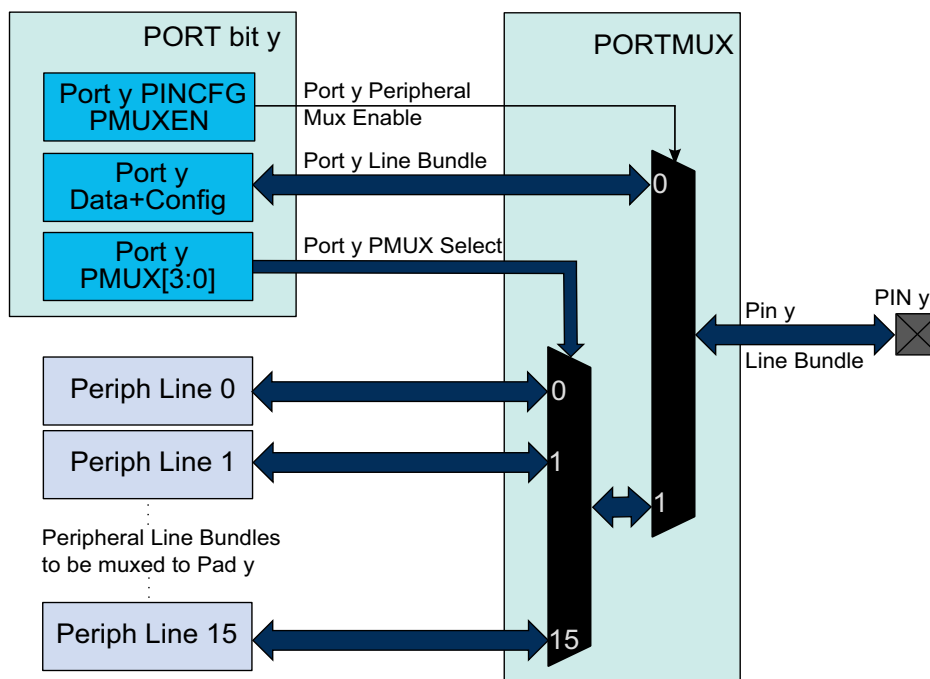 PORT bit y
PORTMUX
Port y PINCFG
PMUXEN
Port y Peripheral
Mux Enable
Port y
Data+Config
Port y Line Bundle
0
Port y
PMUX[3:0]
Port y PMUX Select
Pin y
Line Bundle
PIN y
Periph Line 0
0
Periph Line 1
1
1
Peripheral Line Bundles
to be muxed to Pad y
Periph Line 15
15